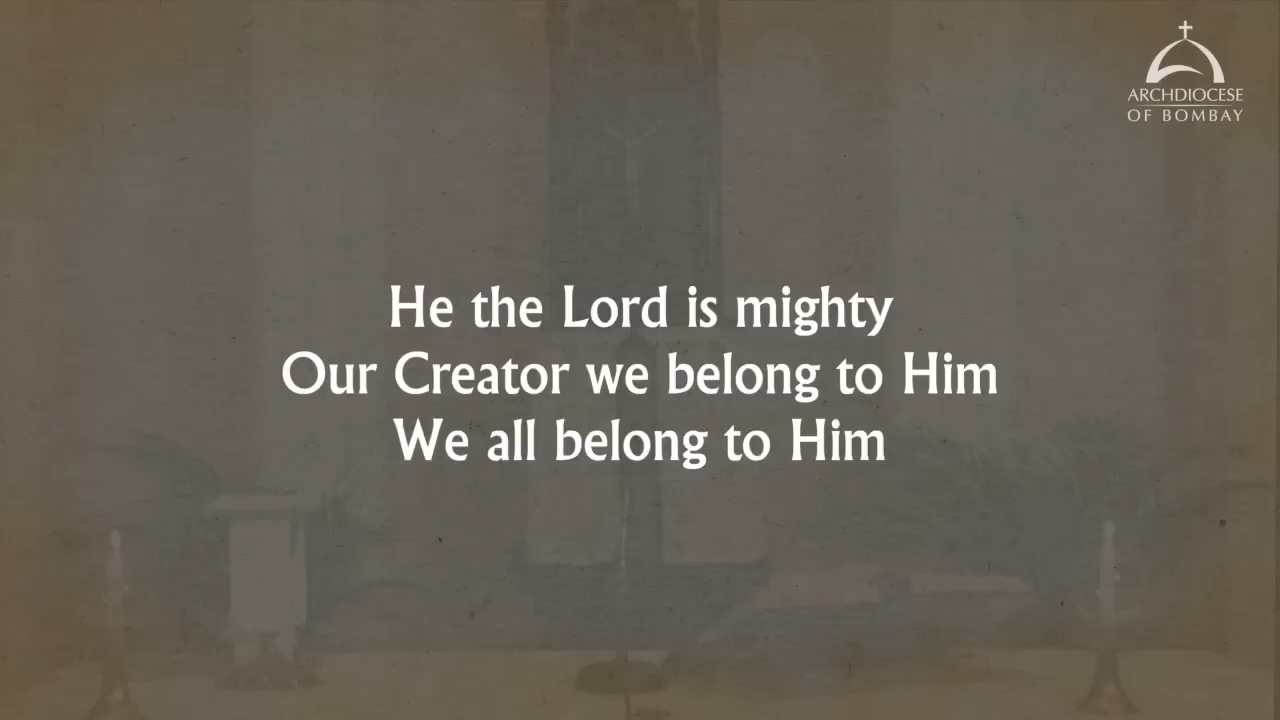 ARCHDIOCESE
OF BOMBAY
He the Lord is mighty
Our Creator we belong to Him
We all belong to Him